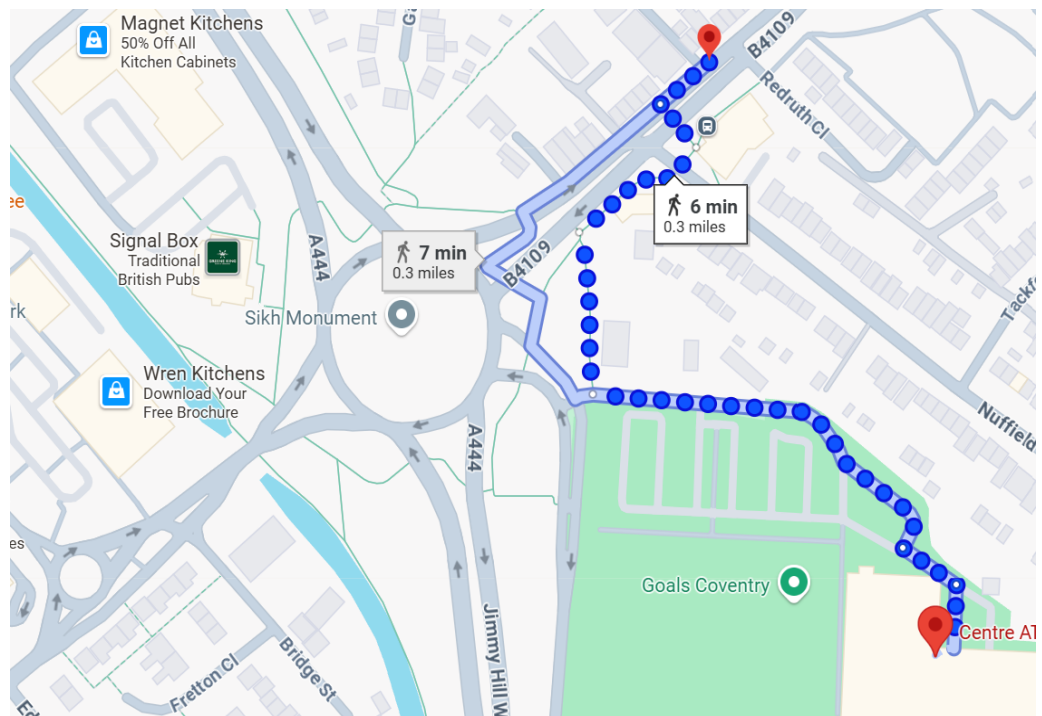 Magnet Kitchens
50% Off All
Kitchen Cabinets
B4109
Redruth Cl
6 min
0.3 miles
A444
Signal Box
Traditional
British Pubs
7 min
0.3 miles
B4109
Sikh Monument
Wren Kitchens
Download Your
Free Brochure
A444
Goals Coventry
Centre AT
Jimmy Hill W
Bridge St
Fretton Cl
Nuffield
Tackf